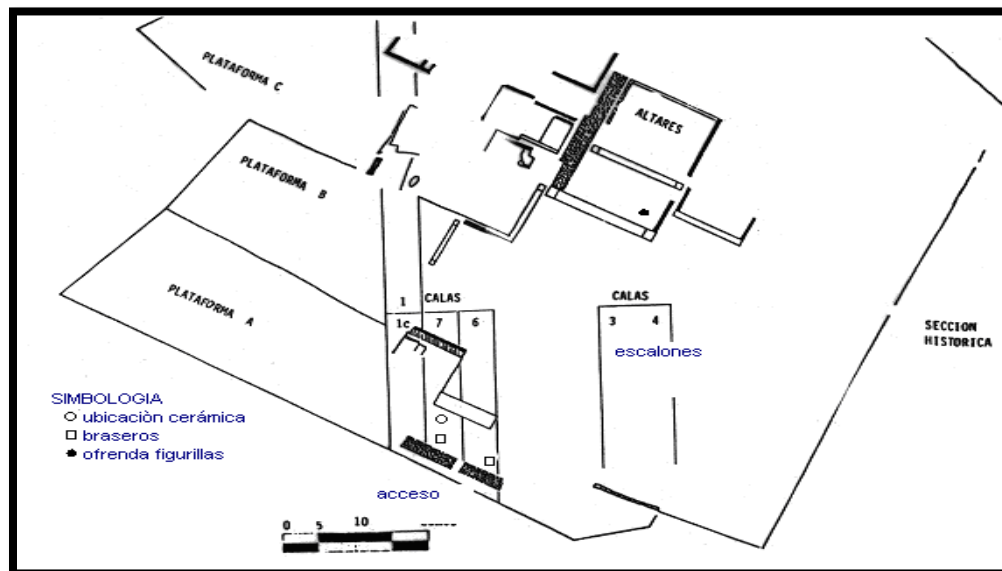 PLATAFORMA C
ALTARES
PLATAFORMA B
PLATAFORMA A
1 CALAS
1c 7 6
CALAS
3 4
escalones
SECCION
HISTORICA
SIMBOLOGIA
ubicaciòn cerámica
braseros
ofrenda figurillas
acceso
0 5 10